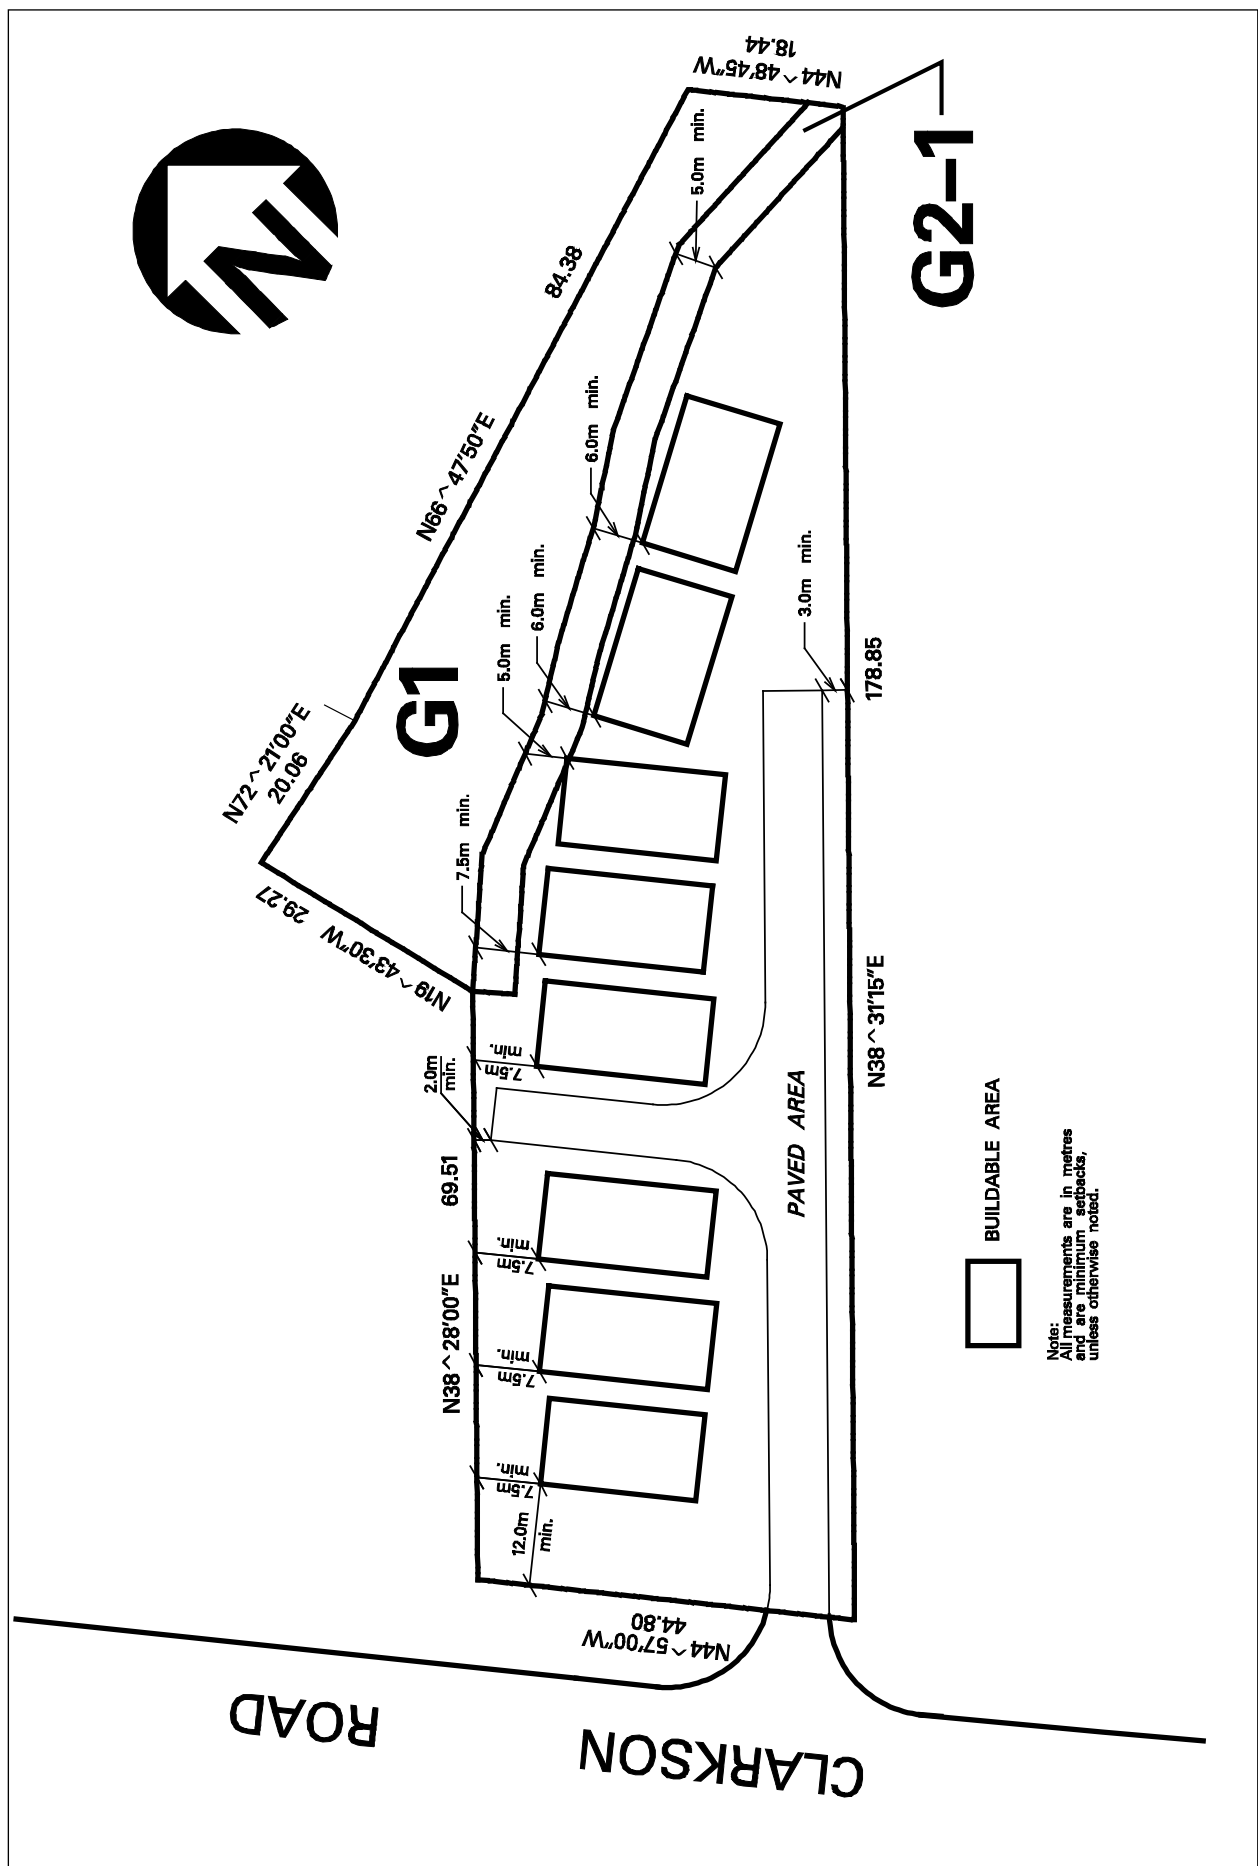 N44^48'45"W
18.44
G2-1
5.0m min.
84.38
N66^47'50"E
6.0m min.
6.0m min.
5.0m min.
3.0m min.
N72^21'00"E
20.06
G1
7.5m min.
178.85
29.27
N19^43'30"W
N38^31'15"E
2.0m
min.
7.5m
min.
PAVED AREA
69.51
N38^28'00"E
7.5m
min.
7.5m
min.
7.5m
min.
12.0m
min.
N44^57'00"W
44.80
BUILDABLE AREA
Note:
All measurements are in metres
and are minimum setbacks,
unless otherwise noted.
CLARKSON ROAD
N